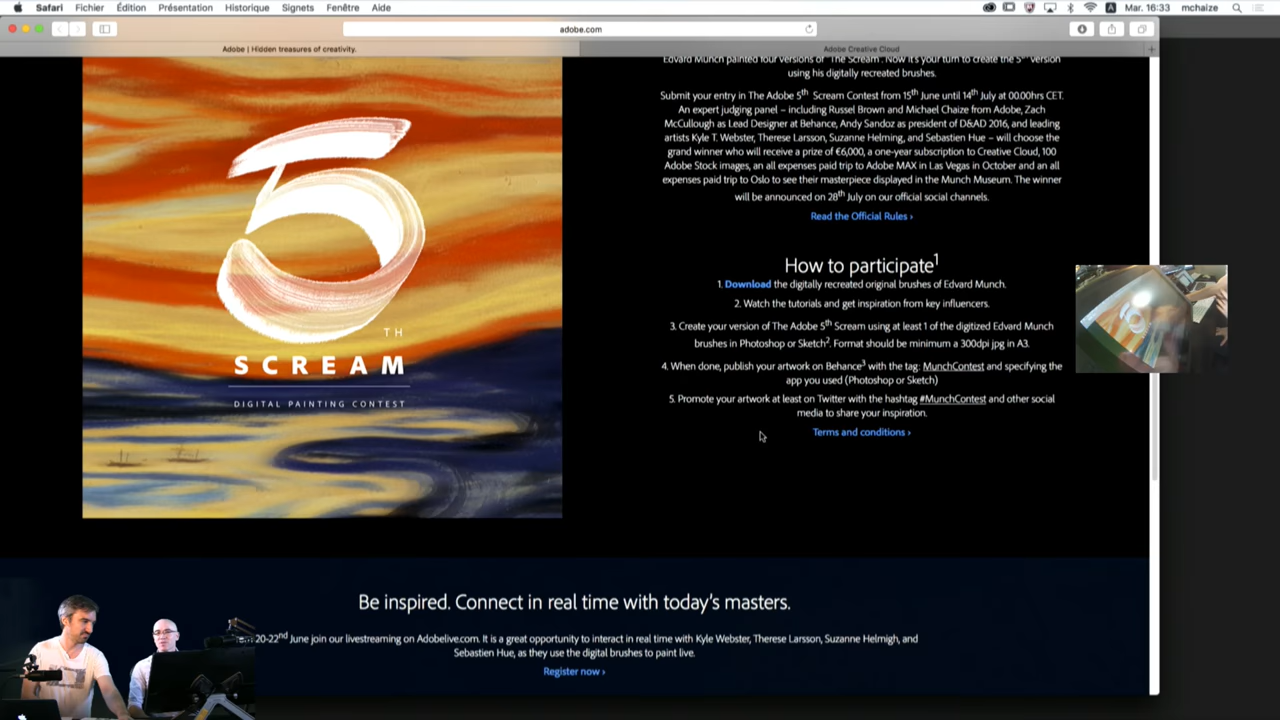 Safari Fichier Édition Présentation Historique Signets Fenêtre Aide
Mar. 16:33 mchaize
adobe.com
Adobe | Hidden treasures of creativity.
Adobe Creative Cloud
Edvard Munch painted four versions of 'The Scream'. Now it's your turn to create the 5th version
using his digitally recreated brushes.
Submit your entry in The Adobe 5th Scream Contest from 15th June until 14th July at 00.00hrs CET.
An expert judging panel – including Russel Brown and Michael Chaize from Adobe, Zach
McCullough as Lead Designer at Behance, Andy Sandoz as president of D&AD 2016, and leading
artists Kyle T. Webster, Therese Larsson, Suzanne Helming, and Sebastien Hue – will choose the
grand winner who will receive a prize of €6,000, a one-year subscription to Creative Cloud, 100
Adobe Stock images, an all expenses paid trip to Adobe MAX in Las Vegas in October and an all
expenses paid trip to Oslo to see their masterpiece displayed in the Munch Museum. The winner
will be announced on 28th July on our official social channels.
Read the Official Rules ›
How to participate1
1. Download the digitally recreated original brushes of Edvard Munch.
2. Watch the tutorials and get inspiration from key influencers.
3. Create your version of The Adobe 5th Scream using at least 1 of the digitized Edvard Munch
brushes in Photoshop or Sketch2. Format should be minimum a 300dpi jpg in A3.
4. When done, publish your artwork on Behance3 with the tag: MunchContest and specifying the
app you used (Photoshop or Sketch)
5. Promote your artwork at least on Twitter with the hashtag #MunchContest and other social
media to share your inspiration.
Terms and conditions ›
5
TH
SCREAM
DIGITAL PAINTING CONTEST
Be inspired. Connect in real time with today's masters.
20-22nd June join our livestreaming on Adobelive.com. It is a great opportunity to interact in real time with Kyle Webster, Therese Larsson, Suzanne Helmigh, and
Sebastien Hue, as they use the digital brushes to paint live.
Register now ›